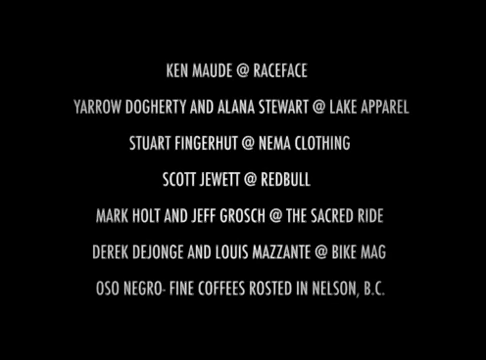 KEN MAUDE @ RACEFACE
YARROW DOGHERTY AND ALANA STEWART @ LAKE APPAREL
STUART FINGERHUT @ NEMA CLOTHING
SCOTT JEWETT @ REDBULL
MARK HOLT AND JEFF GROSCH @ THE SACRED RIDE
DEREK DEJONGE AND LOUIS MAZZANTE @ BIKE MAG
OSO NEGRO- FINE COFFEES ROSTED IN NELSON, B.C.